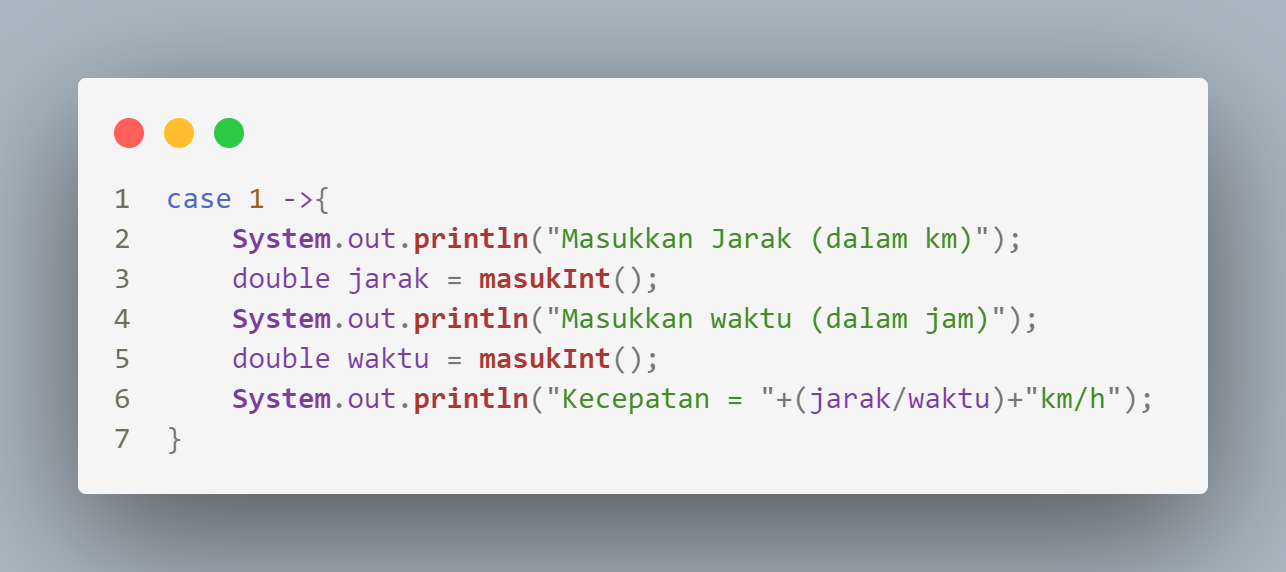 1 case 1 ->{
2     System.out.println("Masukkan Jarak (dalam km)");
3     double jarak = masukInt();
4     System.out.println("Masukkan waktu (dalam jam)");
5     double waktu = masukInt();
6     System.out.println("Kecepatan = "+(jarak/waktu)+"km/h");
7 }